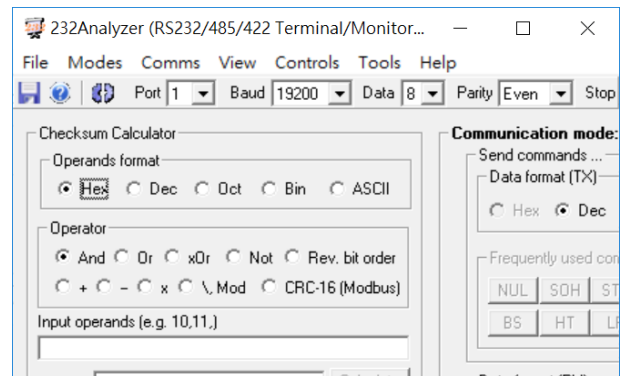 232Analyzer (RS232/485/422 Terminal/Monitor...
File Modes Comms View Controls Tools Help
Port 1 Baud 19200 Data 8 Parity Even Stop
Checksum Calculator
Operands format
Hex Dec Oct Bin ASCII
Operator
And Or xOr Not Rev. bit order
+ - x \, Mod CRC-16 (Modbus)
Input operands (e.g. 10,11,)
Communication mode:
Send commands ...
Data format (TX)
Hex Dec
Frequently used con
NUL SOH ST
BS HT LF